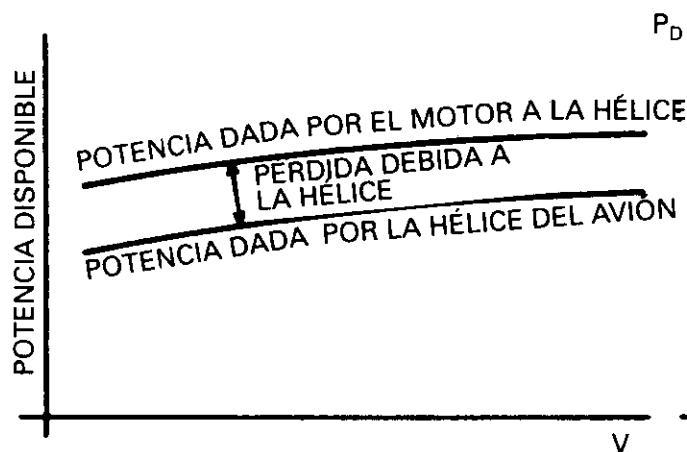 P_D
POTENCIA DISPONIBLE
POTENCIA DADA POR EL MOTOR A LA HÉLICE
PÉRDIDA DEBIDA A
LA HÉLICE
POTENCIA DADA POR LA HÉLICE DEL AVIÓN
V